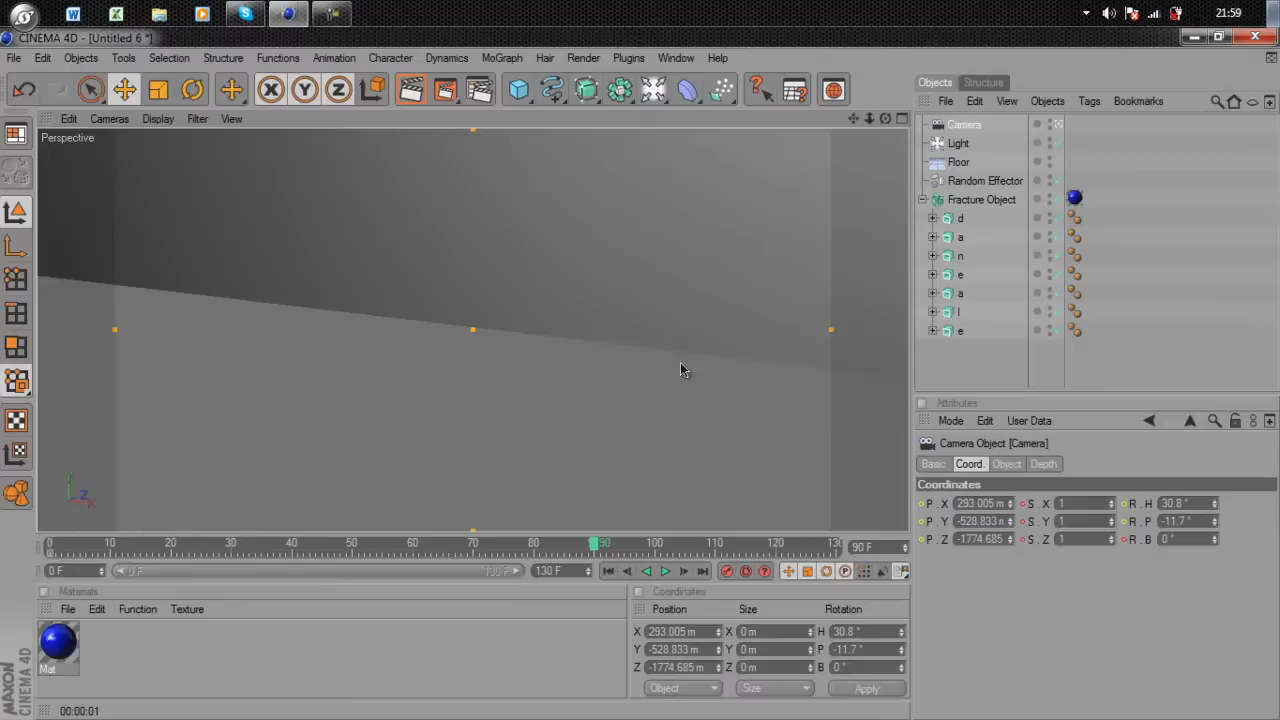 21:59
CINEMA 4D - [Untitled 6 *]
File Edit Objects Tools Selection Structure Functions Animation Character Dynamics MoGraph Hair Render Plugins Window Help
Objects Structure
File Edit View Objects Tags Bookmarks
Edit Cameras Display Filter View
Perspective
Camera
Light
Floor
Random Effector
Fracture Object
d
a
n
e
a
l
e
Attributes
Mode Edit User Data
Camera Object [Camera]
Basic Coord. Object Depth
Coordinates
P . X 293.005 m S . X 1 R . H 30.8 °
P . Y -528.833 m S . Y 1 R . P -11.7 °
P . Z -1774.685 S . Z 1 R . B 0 °
Y
Z
X
0 10 20 30 40 50 60 70 80 90 100 110 120 130 90 F
0 F 0 F 130 F 130 F
Materials
File Edit Function Texture
Mat
Coordinates
Position Size Rotation
X 293.005 m X 0 m H 30.8 °
Y -528.833 m Y 0 m P -11.7 °
Z -1774.685 m Z 0 m B 0 °
Object Size Apply
MAXON
CINEMA 4D
00:00:01